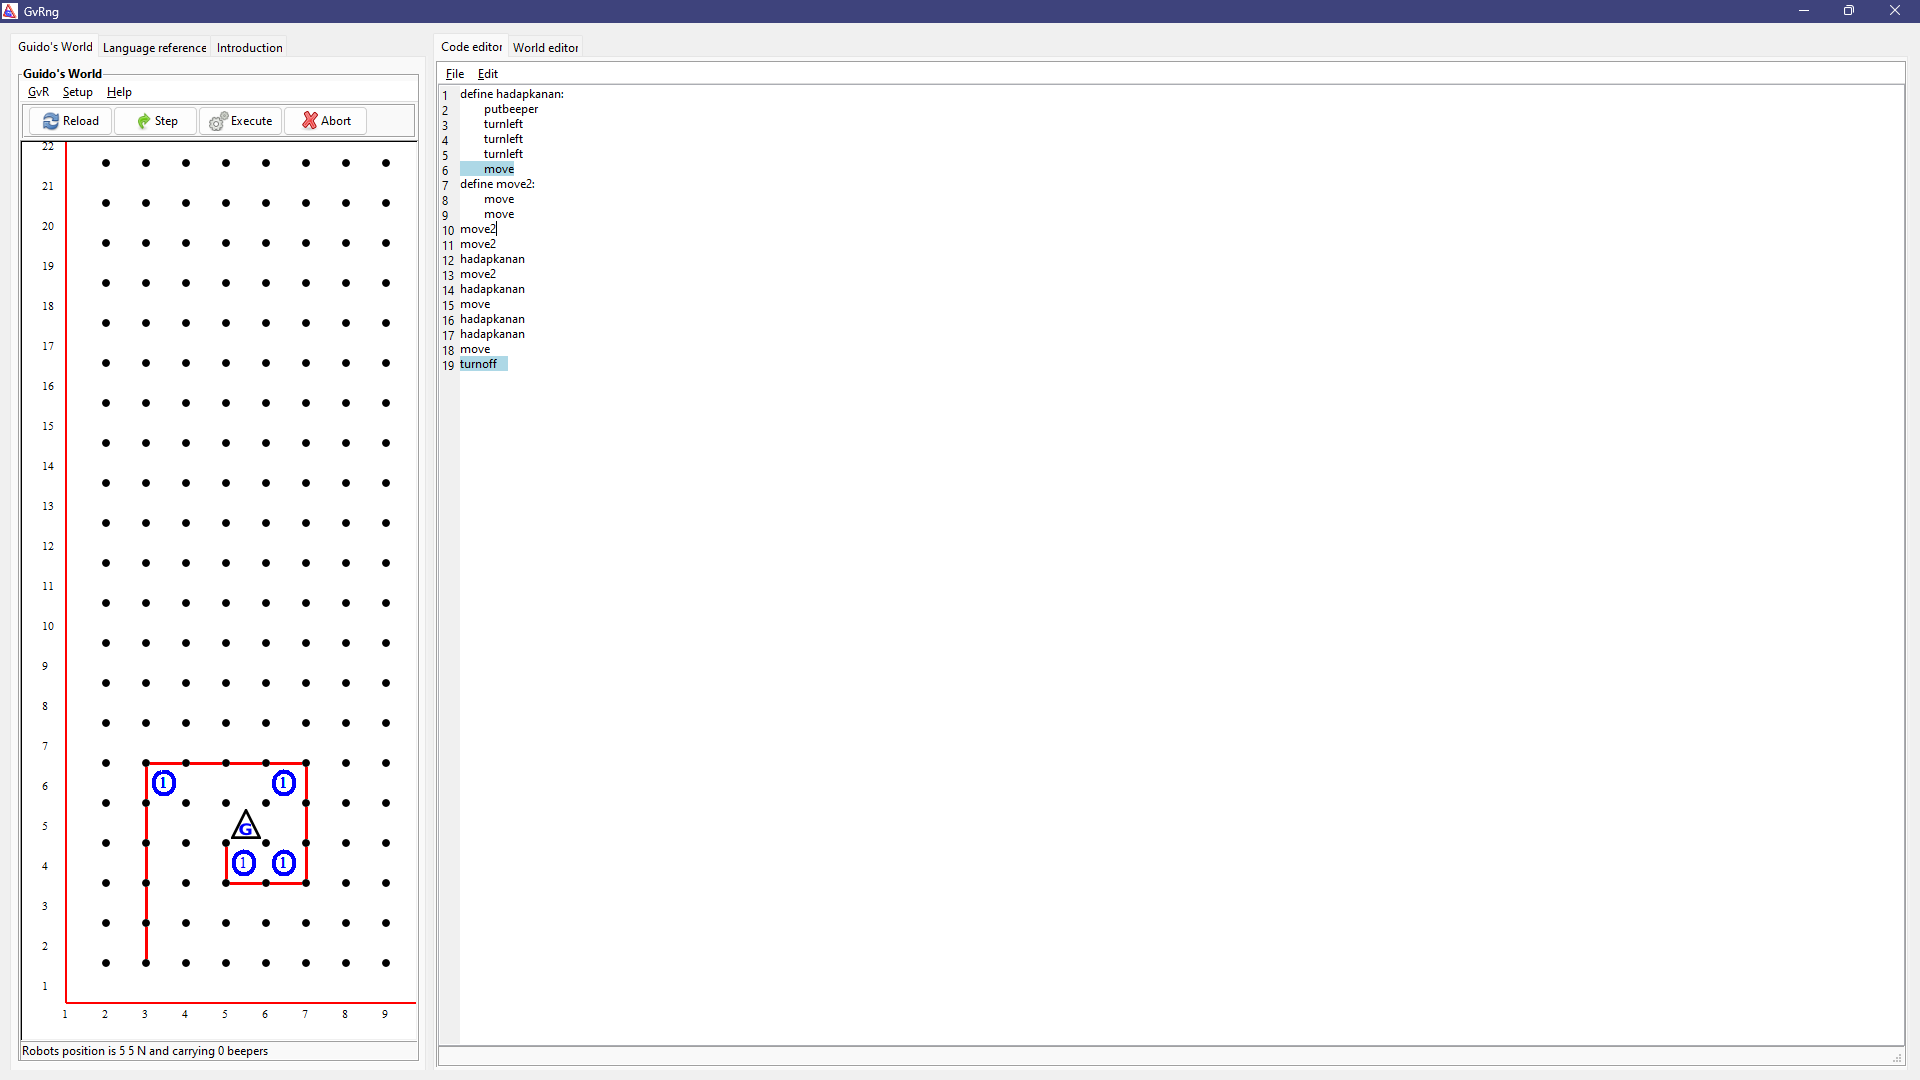 GvRng
Guido's World
Language reference
Introduction
Guido's World
GvR
Setup
Help
Reload
Step
Execute
Abort
22
21
20
19
18
17
16
15
14
13
12
11
10
9
8
7
6
5
4
3
2
1
1
1
G
1
1
1 2 3 4 5 6 7 8 9
Robots position is 5 5 N and carrying 0 beepers
Code editor
World editor
File
Edit
1 define hadapkanan:
2 putbeeper
3 turnleft
4 turnleft
5 turnleft
6 move
7 define move2:
8 move
9 move
10 move2
11 move2
12 hadapkanan
13 move2
14 hadapkanan
15 move
16 hadapkanan
17 hadapkanan
18 move
19 turnoff